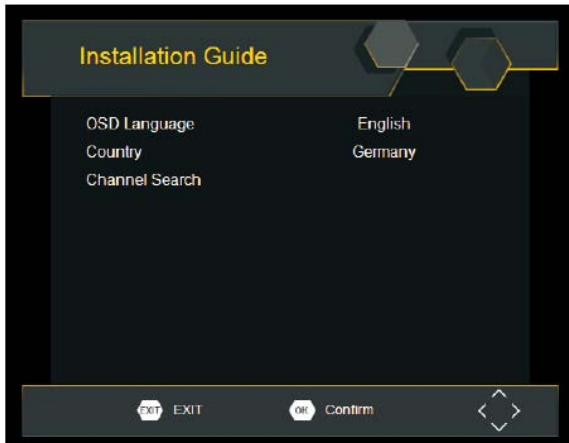 Installation Guide
OSD Language English
Country Germany
Channel Search
EXIT EXIT OK Confirm